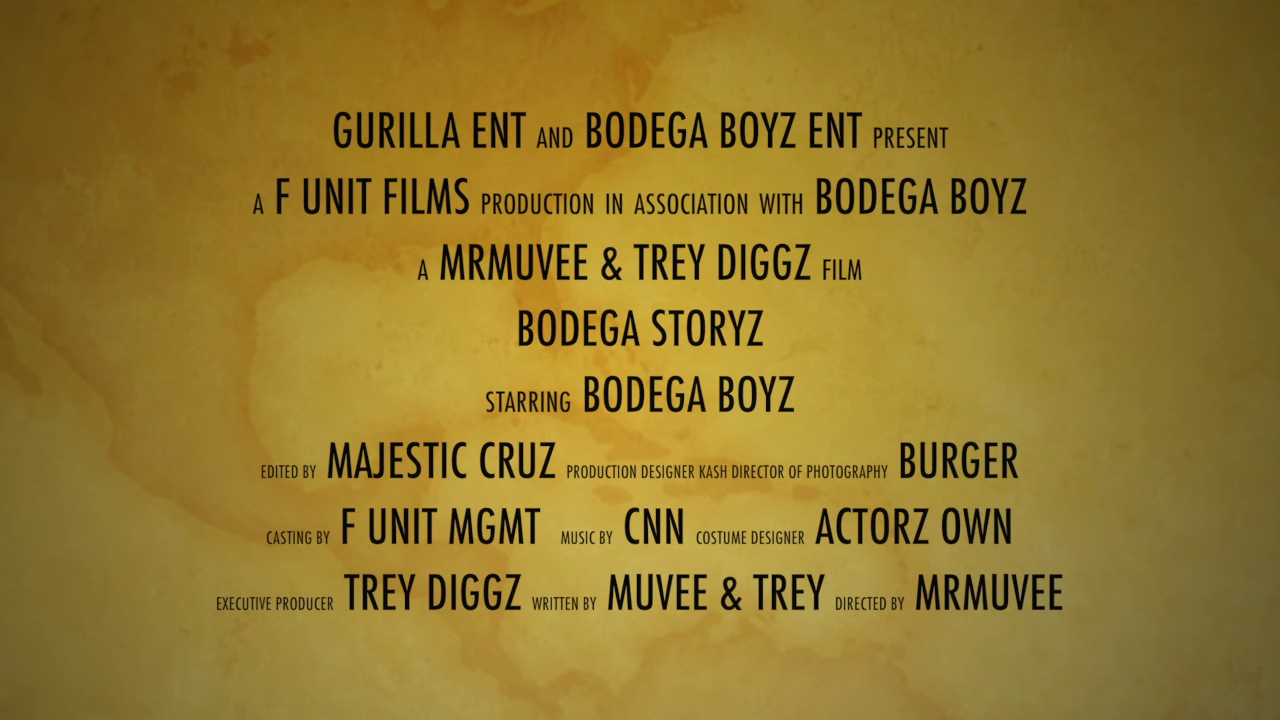 GURILLA ENT AND BODEGA BOYZ ENT PRESENT
A F UNIT FILMS PRODUCTION IN ASSOCIATION WITH BODEGA BOYZ
A MRMUVEE & TREY DIGGZ FILM
BODEGA STORYZ
STARRING BODEGA BOYZ
EDITED BY MAJESTIC CRUZ PRODUCTION DESIGNER KASH DIRECTOR OF PHOTOGRAPHY BURGER
CASTING BY F UNIT MGMT MUSIC BY CNN COSTUME DESIGNER ACTORZ OWN
EXECUTIVE PRODUCER TREY DIGGZ WRITTEN BY MUVEE & TREY DIRECTED BY MRMUVEE